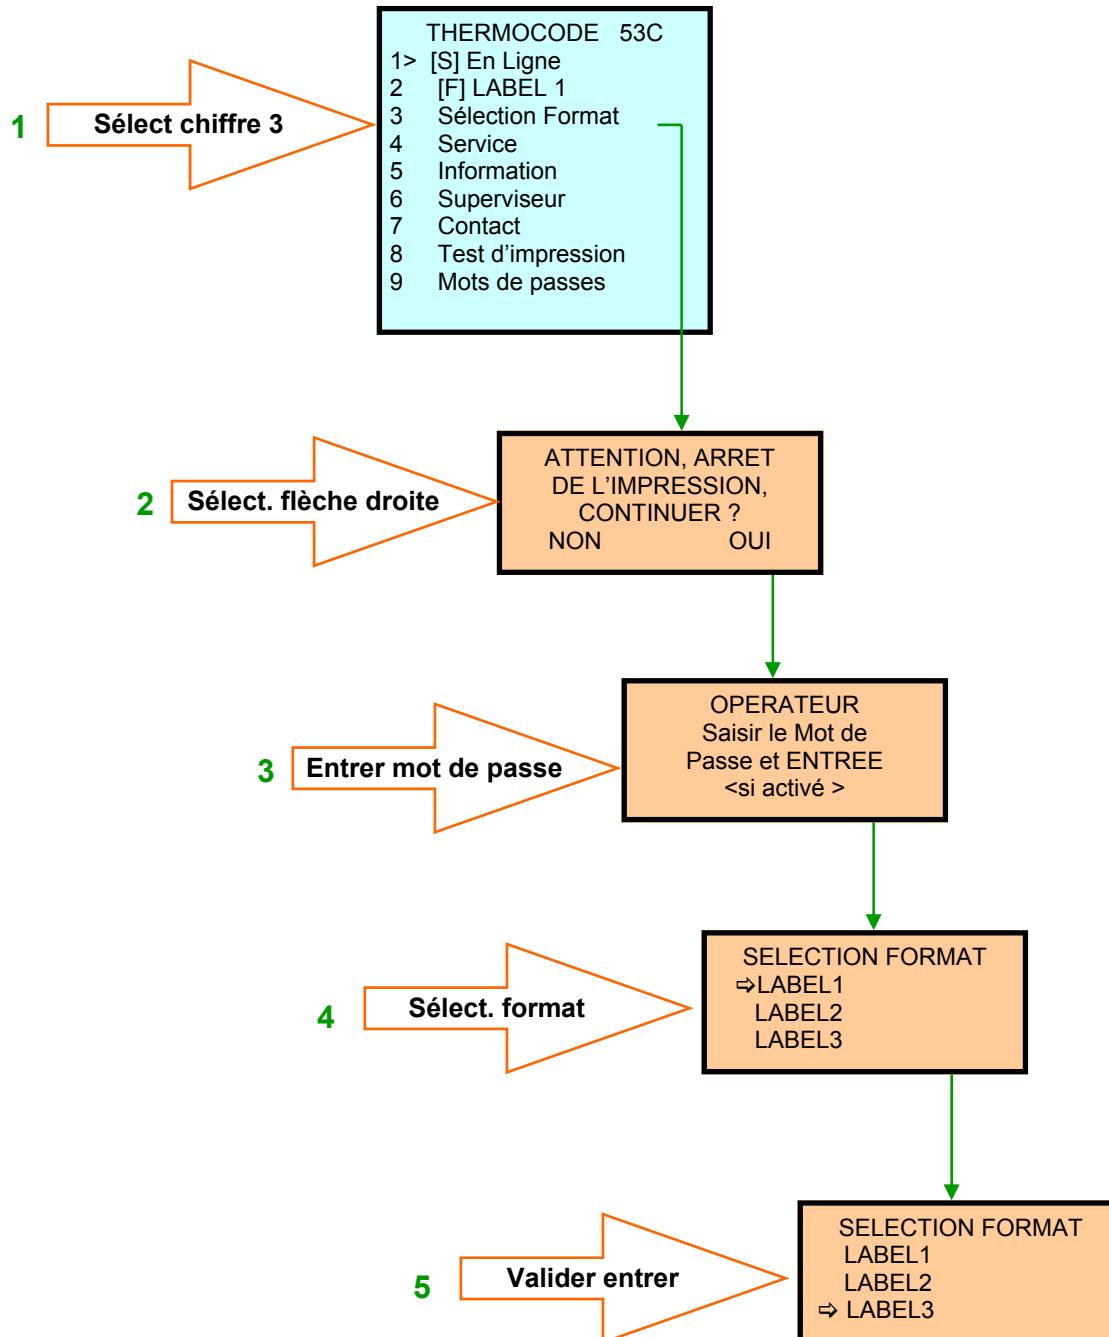 THERMOCODE 53C
1> [S] En Ligne
2 [F] LABEL 1
3 Sélection Format
4 Service
5 Information
6 Superviseur
7 Contact
8 Test d'impression
9 Mots de passes
1 Sélect chiffre 3
ATTENTION, ARRET
DE L'IMPRESSION,
CONTINUER ?
NON OUI
2 Sélect. flèche droite
OPERATEUR
Saisir le Mot de
Passe et ENTREE
<si activé >
3 Entrer mot de passe
SELECTION FORMAT
⇨LABEL1
LABEL2
LABEL3
4 Sélect. format
SELECTION FORMAT
LABEL1
LABEL2
⇨ LABEL3
5 Valider entrer